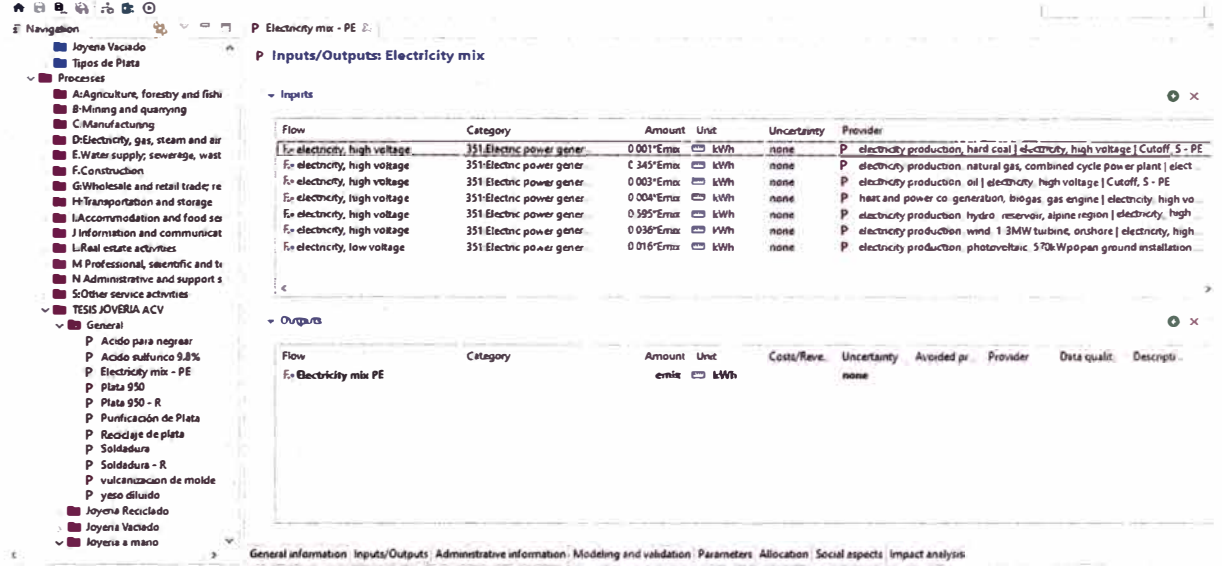 Navigation
P Electricity mix - PE
Joyeria Vaciado
Tipos de Plata
Processes
A:Agriculture, forestry and fishi
B:Mining and quarrying
C:Manufacturing
D:Electricity, gas, steam and air
E:Water supply; sewerage, wast
F:Construction
G:Wholesale and retail trade; re
H:Transportation and storage
I:Accommodation and food ser
J:Information and communicat
L:Real estate activities
M:Professional, scientific and te
N:Administrative and support s
S:Other service activities
TESIS JOYERIA ACV
General
P Acido para negrear
P Acido sulfurico 9.8%
P Electricity mix - PE
P Plata 950
P Plata 950 - R
P Purificación de Plata
P Reciclaje de plata
P Soldadura
P Soldadura - R
P vulcanizacion de molde
P yeso diluido
Joyeria Reciclado
Joyeria Vaciado
Joyeria a mano
P Inputs/Outputs: Electricity mix
Inputs
Flow Category Amount Unit Uncertainty Provider
electricity, high voltage 351:Electric power gener... 0.001*Emix kWh none P electricity production, hard coal | electricity, high voltage | Cutoff, S - PE
electricity, high voltage 351:Electric power gener... 0.345*Emix kWh none P electricity production, natural gas, combined cycle power plant | elect...
electricity, high voltage 351:Electric power gener... 0.003*Emix kWh none P electricity production, oil | electricity, high voltage | Cutoff, S - PE
electricity, high voltage 351:Electric power gener... 0.004*Emix kWh none P heat and power co-generation, biogas, gas engine | electricity, high vo...
electricity, high voltage 351:Electric power gener... 0.595*Emix kWh none P electricity production, hydro, reservoir, alpine region | electricity, high ...
electricity, high voltage 351:Electric power gener... 0.036*Emix kWh none P electricity production, wind, 1-3MW turbine, onshore | electricity, high...
electricity, low voltage 351:Electric power gener... 0.016*Emix kWh none P electricity production, photovoltaic, 570kWp open ground installation...
Outputs
Flow Category Amount Unit Costs/Reve... Uncertainty Avoided pr... Provider Data qualit... Descripti...
Electricity mix PE emix kWh none
General information Inputs/Outputs Administrative information Modeling and validation Parameters Allocation Social aspects Impact analysis